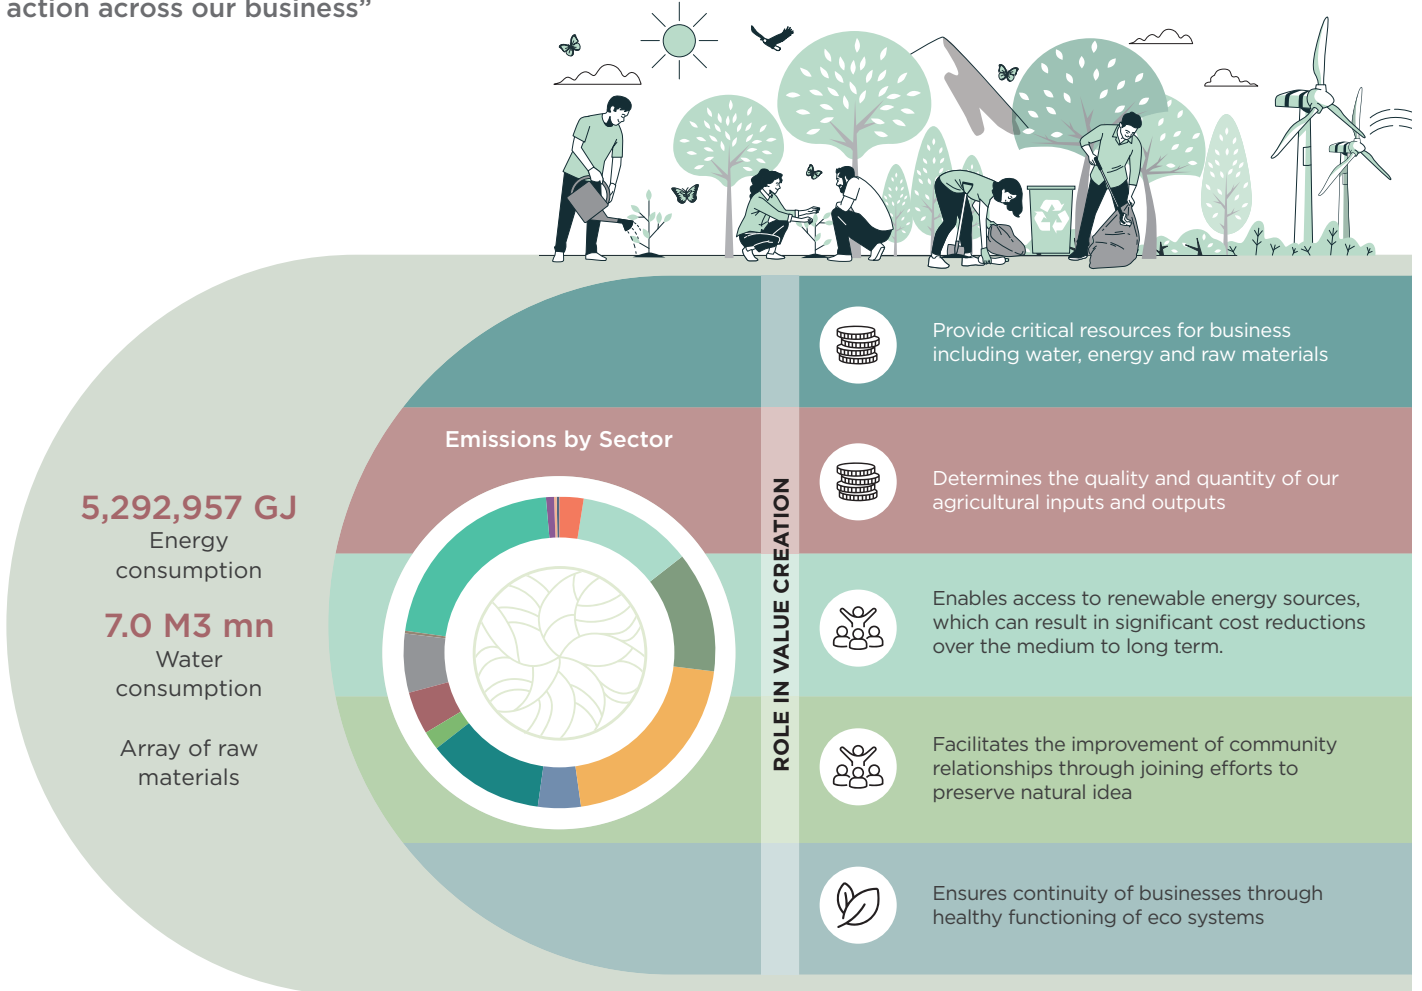 action across our business”
Provide critical resources for business
including water, energy and raw materials
Emissions by Sector
Determines the quality and quantity of our
agricultural inputs and outputs
5,292,957 GJ
Energy
consumption
7.0 M3 mn
Water
consumption
Array of raw
materials
ROLE IN VALUE CREATION
Enables access to renewable energy sources,
which can result in significant cost reductions
over the medium to long term.
Facilitates the improvement of community
relationships through joining efforts to
preserve natural idea
Ensures continuity of businesses through
healthy functioning of eco systems